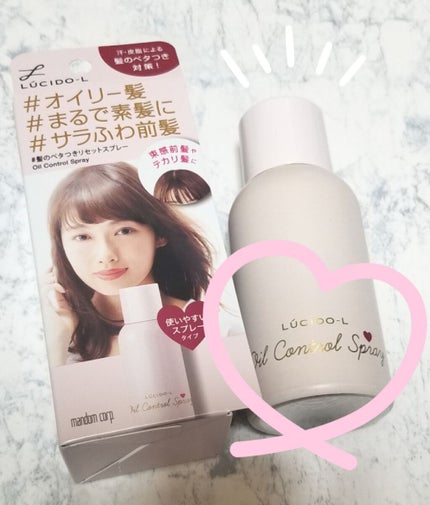 汗・皮脂による
髪のベタつき
対策!
LÚCIDO-L
#オイリー髪
#まるで素髪に
#サラふわ前髪
#髪のベタつきリセットスプレー
Oil Control Spray
束感前髪や
テカリ髪に
使いやすい
スプレー
タイプ
LÚCIDO-L
Oil Control Spray
mandom corp.
LÚCIDO-L
Oil Control Spray